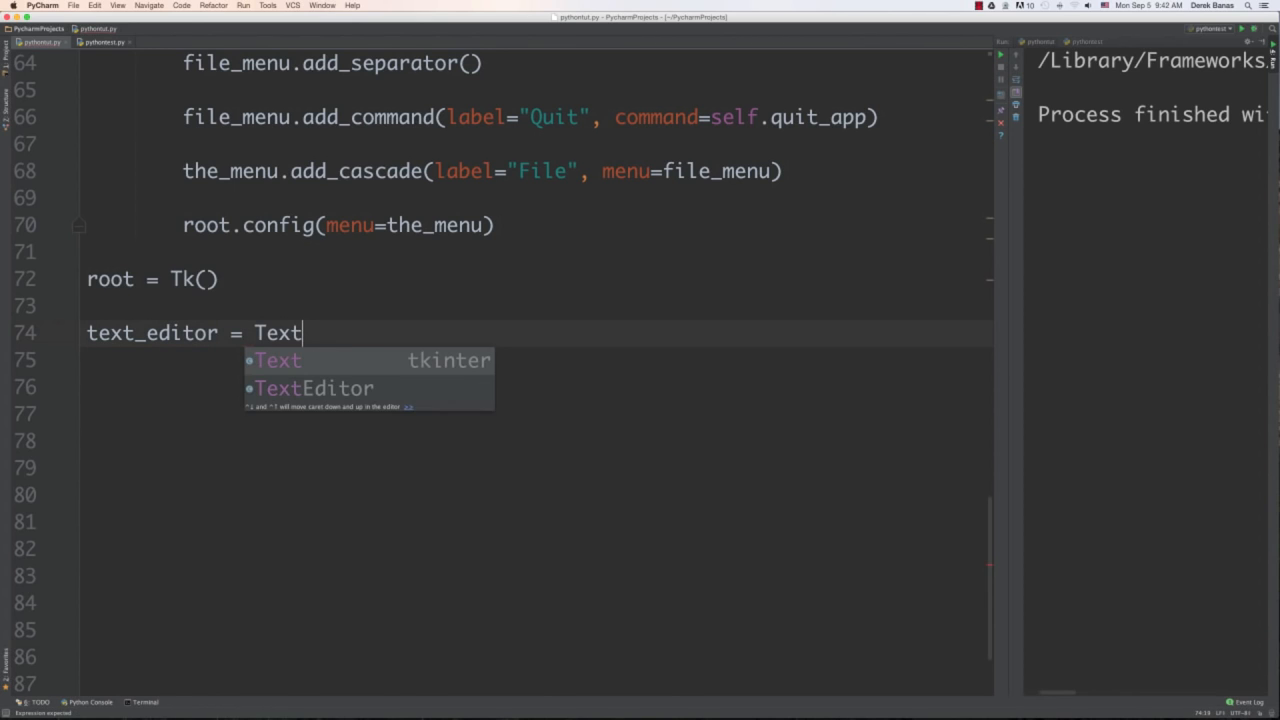 PyCharm File Edit View Navigate Code Refactor Run Tools VCS Window Help 10 Mon Sep 5 9:42 AM Derek Banas
pythontut.py - PycharmProjects - [~/PycharmProjects]
PycharmProjects pythontut.py pythontest
pythontut.py pythontest.py Run: pythontut pythontest
64 file_menu.add_separator() /Library/Frameworks
65
66 file_menu.add_command(label="Quit", command=self.quit_app) Process finished wi
67
68 the_menu.add_cascade(label="File", menu=file_menu)
69
70 root.config(menu=the_menu)
71
72 root = Tk()
73
74 text_editor = Text
75 Text tkinter
76 TextEditor
^↓ and ^↑ will move caret down and up in the editor >>
77
78
79
80
81
82
83
84
85
86
87
1: Project
7: Structure
2: Favorites
Run
6: TODO Python Console Terminal Event Log
Expression expected 74:19 LF÷ UTF-8÷